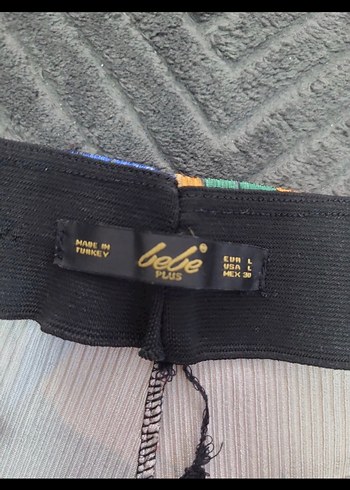 MADE IN
TURKEY
bebe®
PLUS
EUR L
USA L
MEX 30